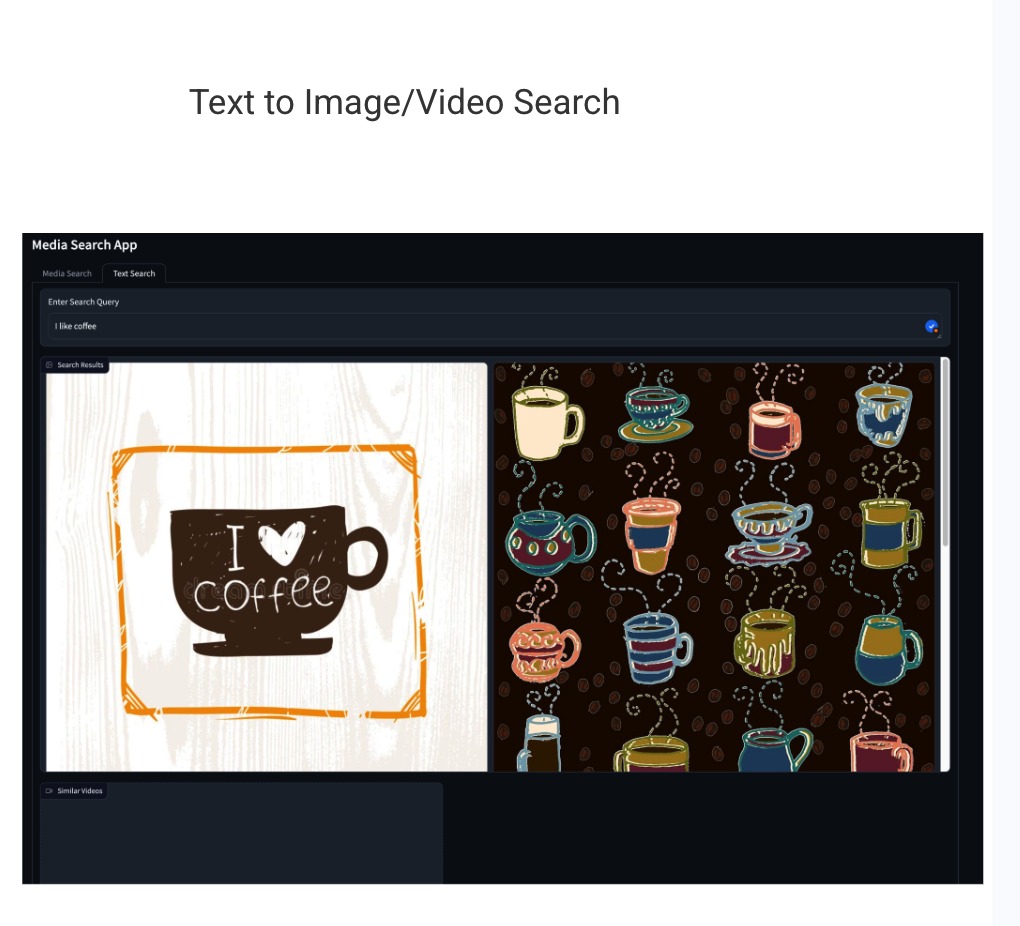 Text to Image/Video Search
Media Search App
Media Search
Text Search
Enter Search Query
I like coffee
Search Results
I
coffee
Similar Videos